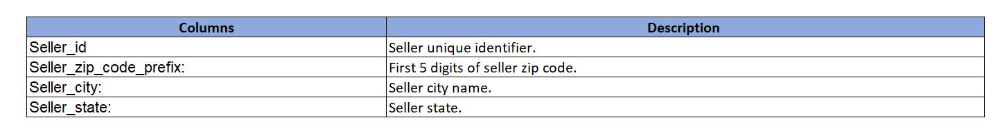 Columns Description
Seller_id Seller unique identifier.
Seller_zip_code_prefix: First 5 digits of seller zip code.
Seller_city: Seller city name.
Seller_state: Seller state.